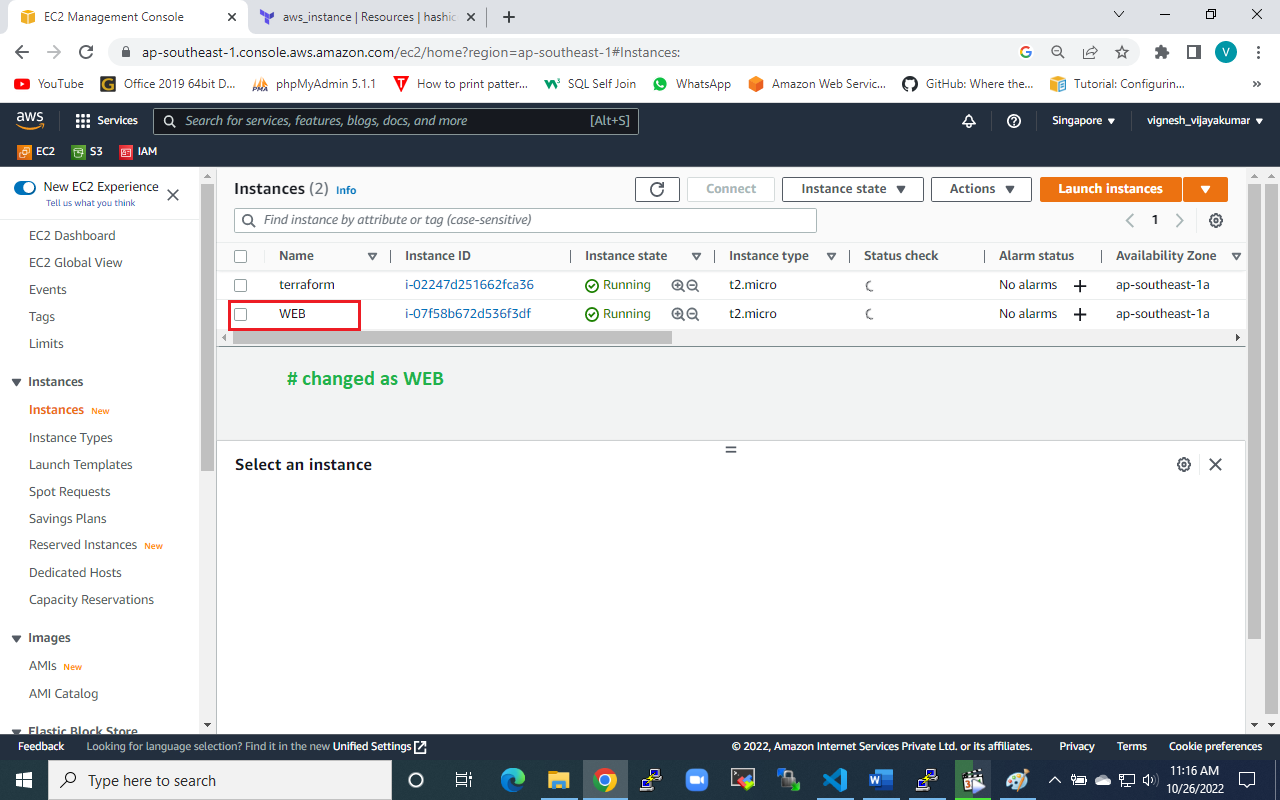 EC2 Management Console
aws_instance | Resources | hashic
ap-southeast-1.console.aws.amazon.com/ec2/home?region=ap-southeast-1#Instances:
V
YouTube
Office 2019 64bit D...
phpMyAdmin 5.1.1
How to print patter...
SQL Self Join
WhatsApp
Amazon Web Servic...
GitHub: Where the...
Tutorial: Configurin...
aws
Services
Search for services, features, blogs, docs, and more
[Alt+S]
Singapore
vignesh_vijayakumar
EC2
S3
IAM
New EC2 Experience
Tell us what you think
EC2 Dashboard
EC2 Global View
Events
Tags
Limits
Instances
Instances New
Instance Types
Launch Templates
Spot Requests
Savings Plans
Reserved Instances New
Dedicated Hosts
Capacity Reservations
Images
AMIs New
AMI Catalog
Elastic Block Store
Instances (2) Info
Connect
Instance state
Actions
Launch instances
Find instance by attribute or tag (case-sensitive)
1
Name Instance ID Instance state Instance type Status check Alarm status Availability Zone
terraform i-02247d251662fca36 Running t2.micro No alarms ap-southeast-1a
WEB i-07f58b672d536f3df Running t2.micro No alarms ap-southeast-1a
# changed as WEB
Select an instance
Feedback
Looking for language selection? Find it in the new Unified Settings
© 2022, Amazon Internet Services Private Ltd. or its affiliates.
Privacy
Terms
Cookie preferences
Type here to search
11:16 AM
10/26/2022